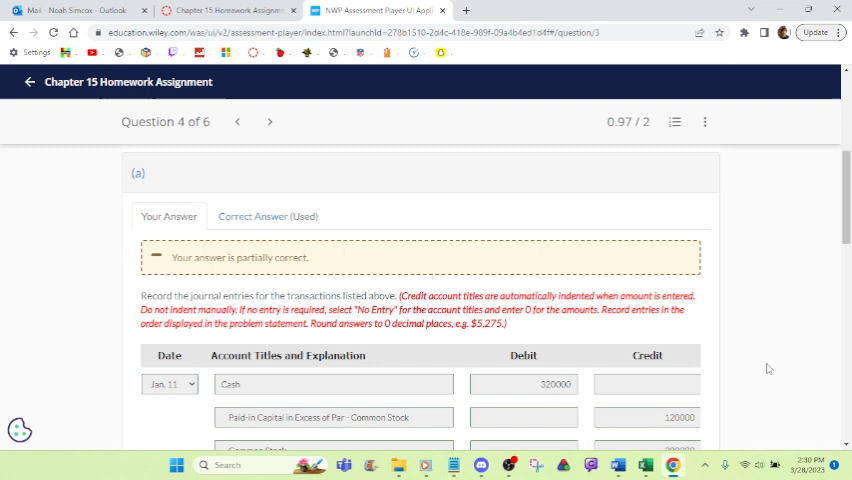 Mail - Noah Simcox - Outlook
Chapter 15 Homework Assignm
NWP Assessment Player UI Appli
education.wiley.com/was/ui/v2/assessment-player/index.html?launchId=278b1510-2d4c-418e-989f-09a4b4ed1d4f#/question/3
Update
Settings
Chapter 15 Homework Assignment
Question 4 of 6
0.97 / 2
(a)
Your Answer
Correct Answer (Used)
Your answer is partially correct.
Record the journal entries for the transactions listed above. (Credit account titles are automatically indented when amount is entered.
Do not indent manually. If no entry is required, select "No Entry" for the account titles and enter 0 for the amounts. Record entries in the
order displayed in the problem statement. Round answers to 0 decimal places, e.g. $5,275.)
Date Account Titles and Explanation Debit Credit
Jan. 11 Cash 320000
Paid-in Capital in Excess of Par - Common Stock 120000
Common Stock
Search
2:30 PM
3/28/2023